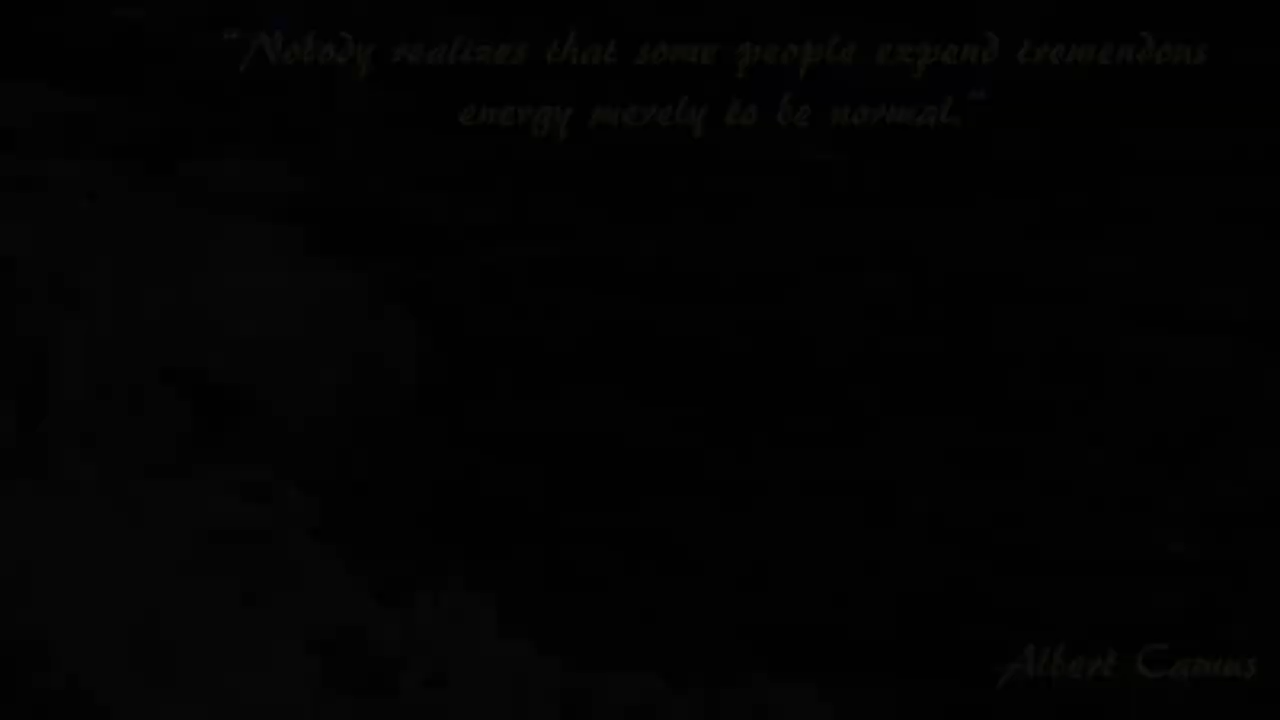 "Nobody realizes that some people expend tremendous
energy merely to be normal."
Albert Camus